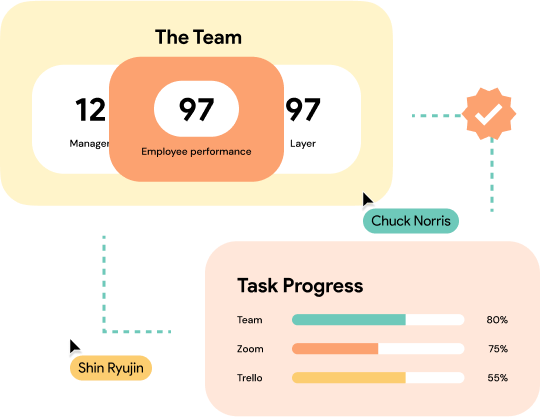 The Team
12
97
97
Manager
Employee performance
Layer
Chuck Norris
Task Progress
Team 80%
Zoom 75%
Trello 55%
Shin Ryujin